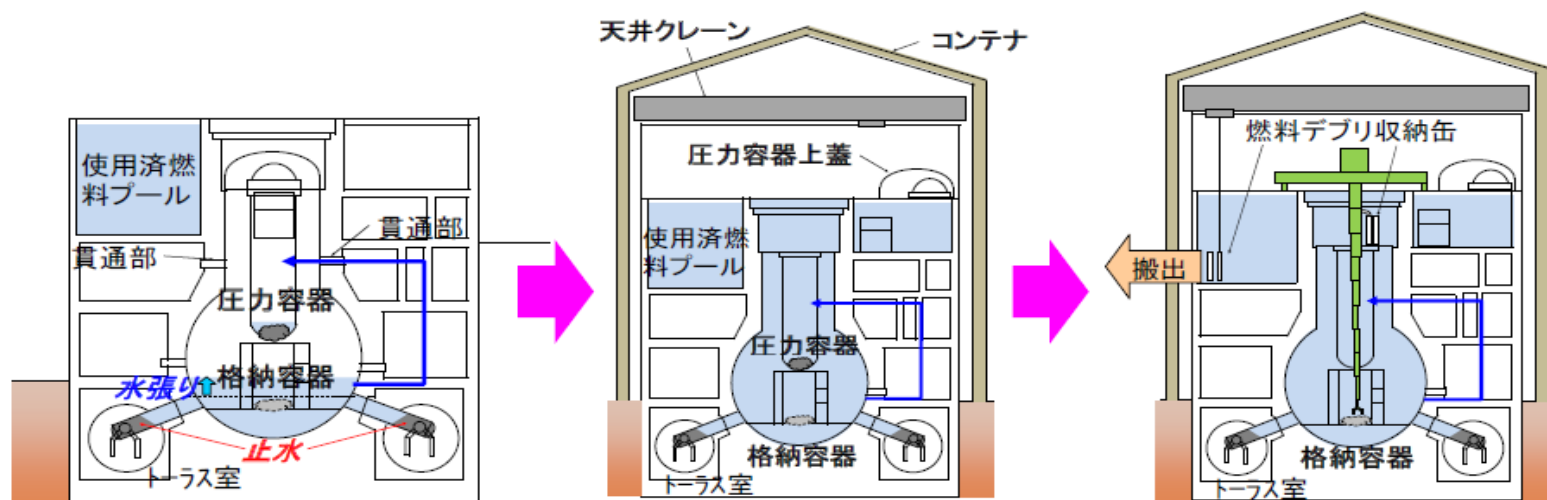 使用済燃
料プール
貫通部
貫通部
圧力容器
格納容器
水張り
止水
トーラス室
天井クレーン
コンテナ
圧力容器上蓋
使用済燃
料プール
圧力容器
格納容器
トーラス室
燃料デブリ収納缶
搬出
格納容器
トーラス室